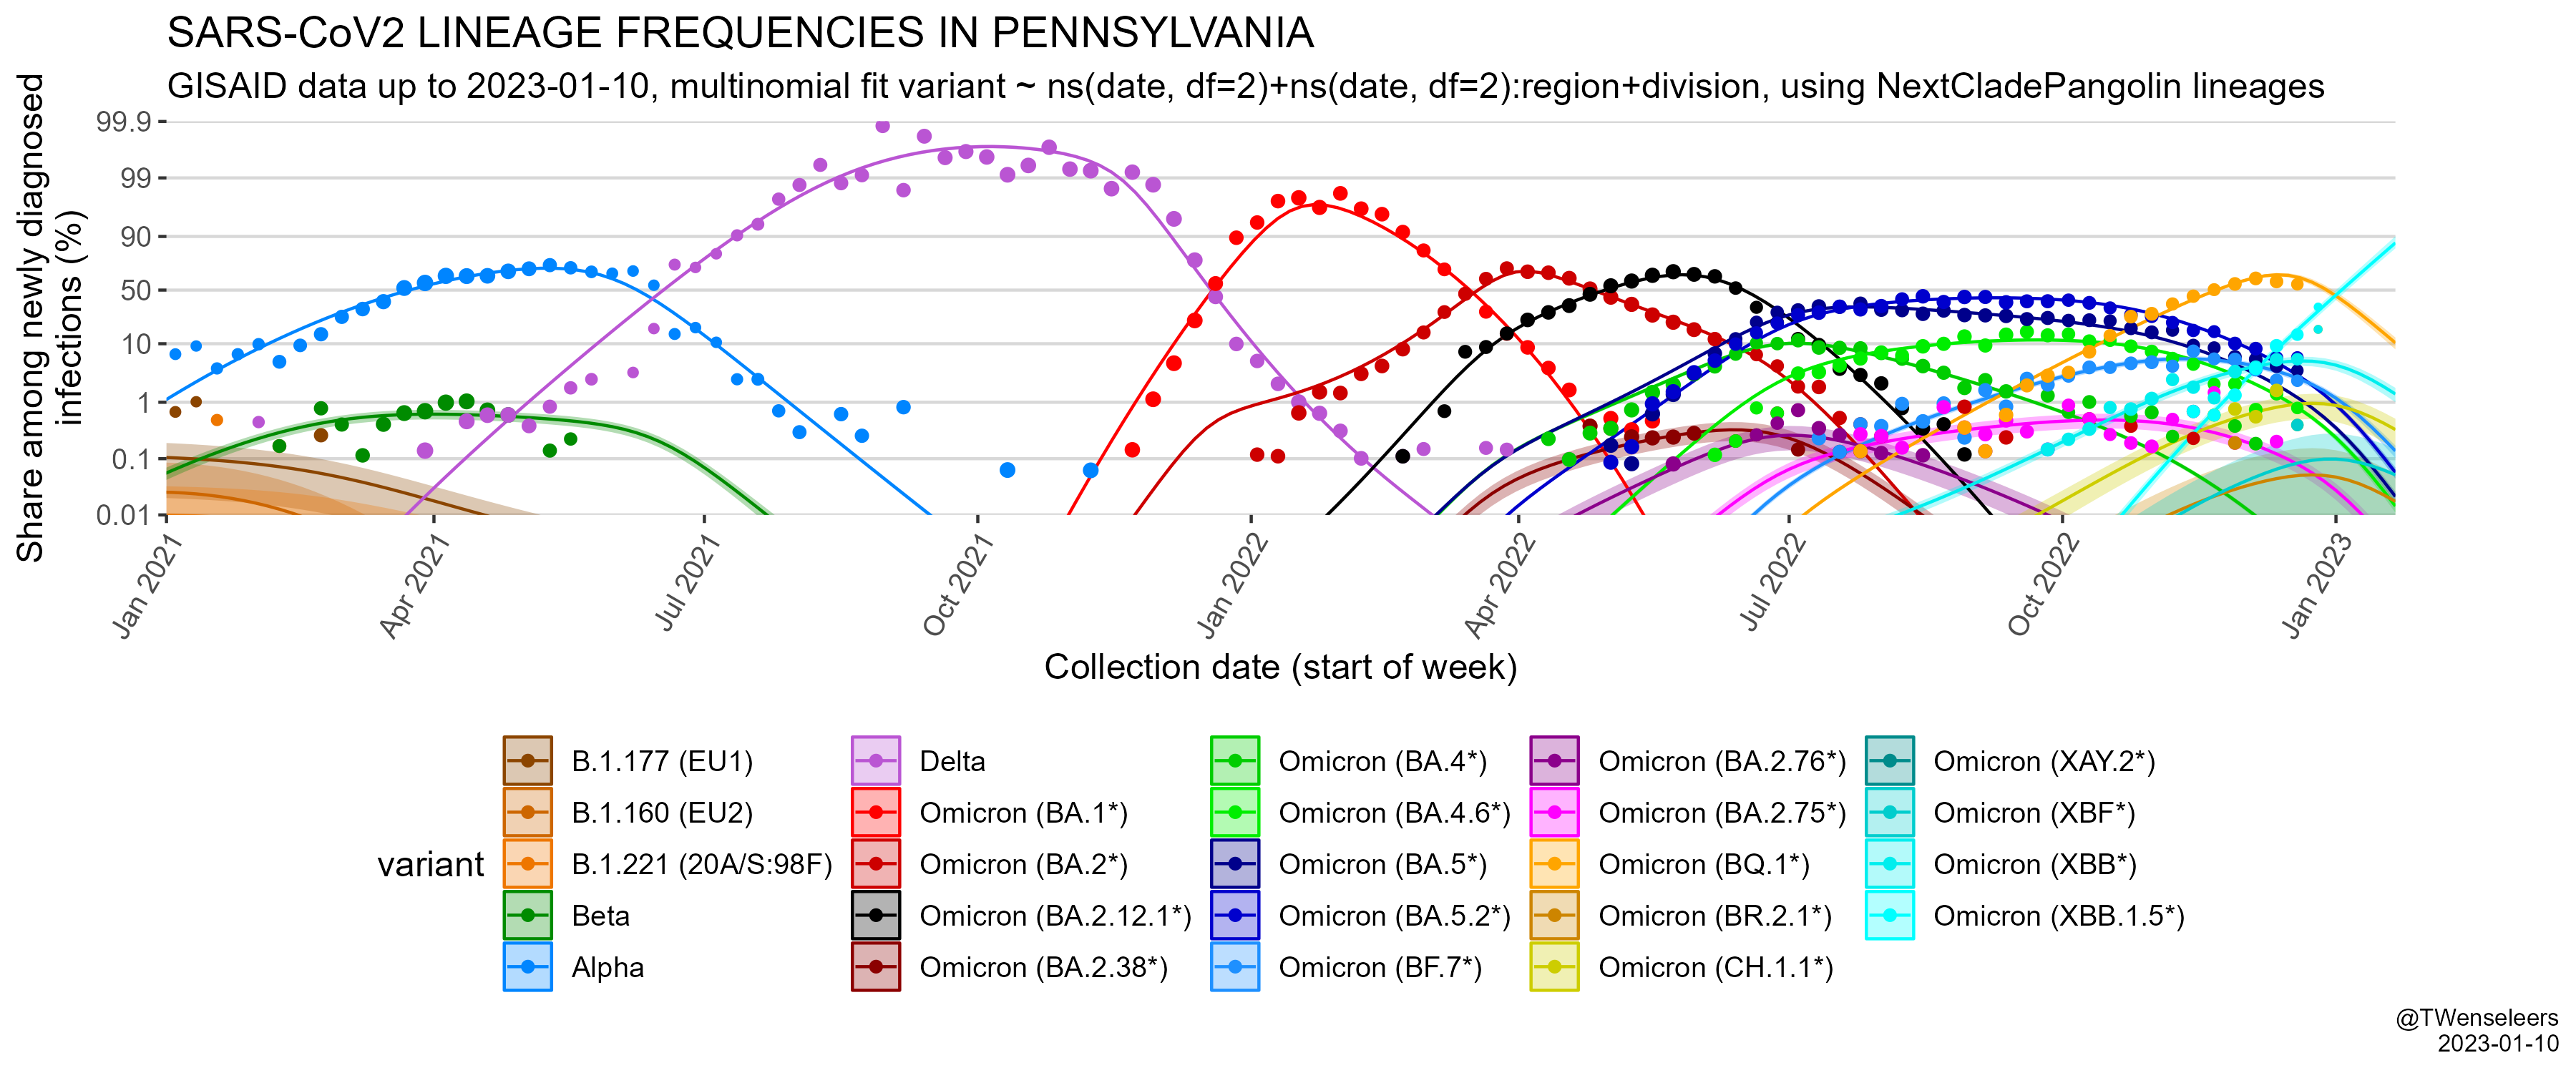 SARS-CoV2 LINEAGE FREQUENCIES IN PENNSYLVANIA
GISAID data up to 2023-01-10, multinomial fit variant ~ ns(date, df=2)+ns(date, df=2):region+division, using NextCladePangolin lineages
Share among newly diagnosed
infections (%)
99.9
99
90
50
10
1
0.1
0.01
Jan 2021
Apr 2021
Jul 2021
Oct 2021
Jan 2022
Apr 2022
Jul 2022
Oct 2022
Jan 2023
Collection date (start of week)
variant
B.1.177 (EU1)
B.1.160 (EU2)
B.1.221 (20A/S:98F)
Beta
Alpha
Delta
Omicron (BA.1*)
Omicron (BA.2*)
Omicron (BA.2.12.1*)
Omicron (BA.2.38*)
Omicron (BA.4*)
Omicron (BA.4.6*)
Omicron (BA.5*)
Omicron (BA.5.2*)
Omicron (BF.7*)
Omicron (BA.2.76*)
Omicron (BA.2.75*)
Omicron (BQ.1*)
Omicron (BR.2.1*)
Omicron (CH.1.1*)
Omicron (XAY.2*)
Omicron (XBF*)
Omicron (XBB*)
Omicron (XBB.1.5*)
@TWenseleers
2023-01-10